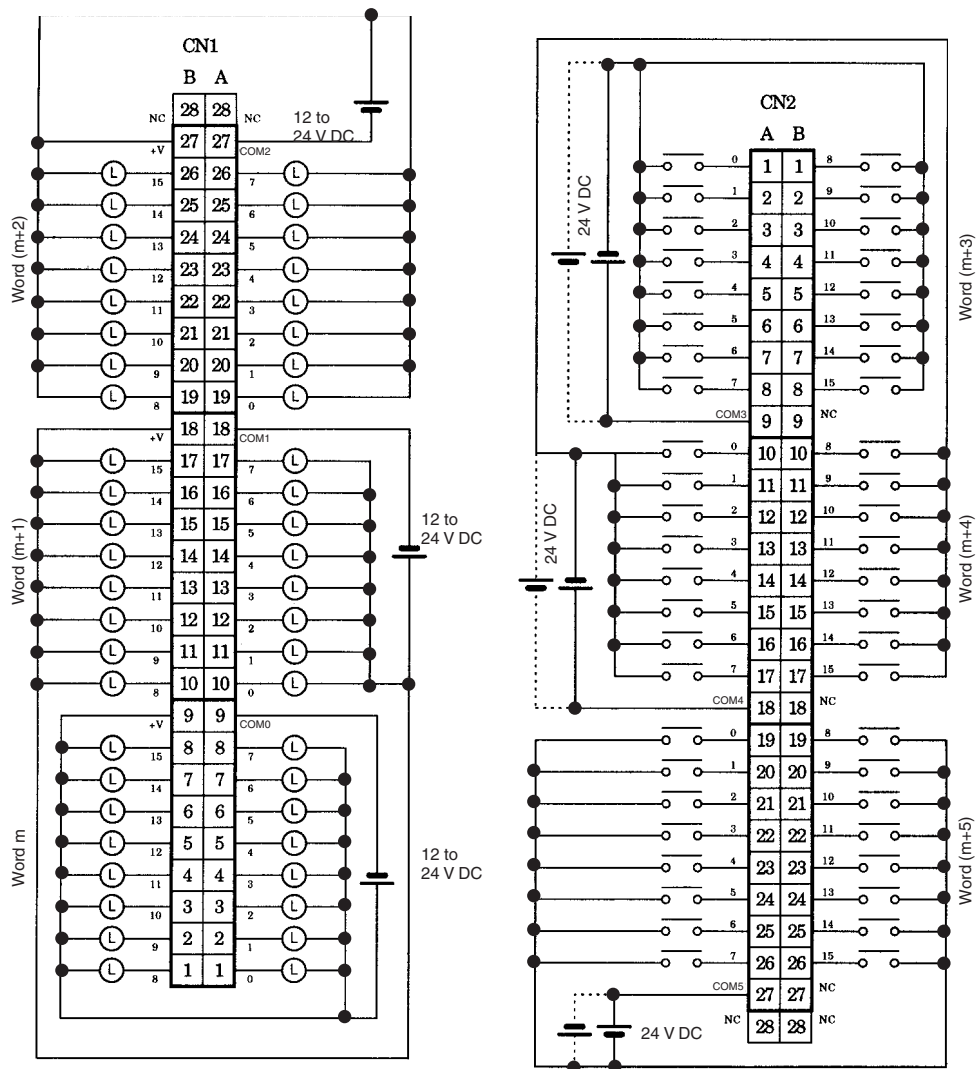 CN1
B A
NC 28 28 NC
12 to
24 V DC
+V 27 27 COM2
L 15 26 26 7 L
L 14 25 25 6 L
L 13 24 24 5 L
L 12 23 23 4 L
L 11 22 22 3 L
L 10 21 21 2 L
L 9 20 20 1 L
L 8 19 19 0 L
Word (m+2)
+V 18 18 COM1
L 15 17 17 7 L
L 14 16 16 6 L
L 13 15 15 5 L
L 12 14 14 4 L
L 11 13 13 3 L
L 10 12 12 2 L
L 9 11 11 1 L
L 8 10 10 0 L
Word (m+1)
12 to
24 V DC
+V 9 9 COM0
L 15 8 8 7 L
L 14 7 7 6 L
L 13 6 6 5 L
L 12 5 5 4 L
L 11 4 4 3 L
L 10 3 3 2 L
L 9 2 2 1 L
L 8 1 1 0 L
Word m
12 to
24 V DC
CN2
A B
0 1 1 8
1 2 2 9
2 3 3 10
3 4 4 11
4 5 5 12
5 6 6 13
6 7 7 14
7 8 8 15
COM3 9 9 NC
24 V DC
Word (m+3)
0 10 10 8
1 11 11 9
2 12 12 10
3 13 13 11
4 14 14 12
5 15 15 13
6 16 16 14
7 17 17 15
COM4 18 18 NC
24 V DC
Word (m+4)
0 19 19 8
1 20 20 9
2 21 21 10
3 22 22 11
4 23 23 12
5 24 24 13
6 25 25 14
7 26 26 15
COM5 27 27 NC
NC 28 28 NC
24 V DC
Word (m+5)